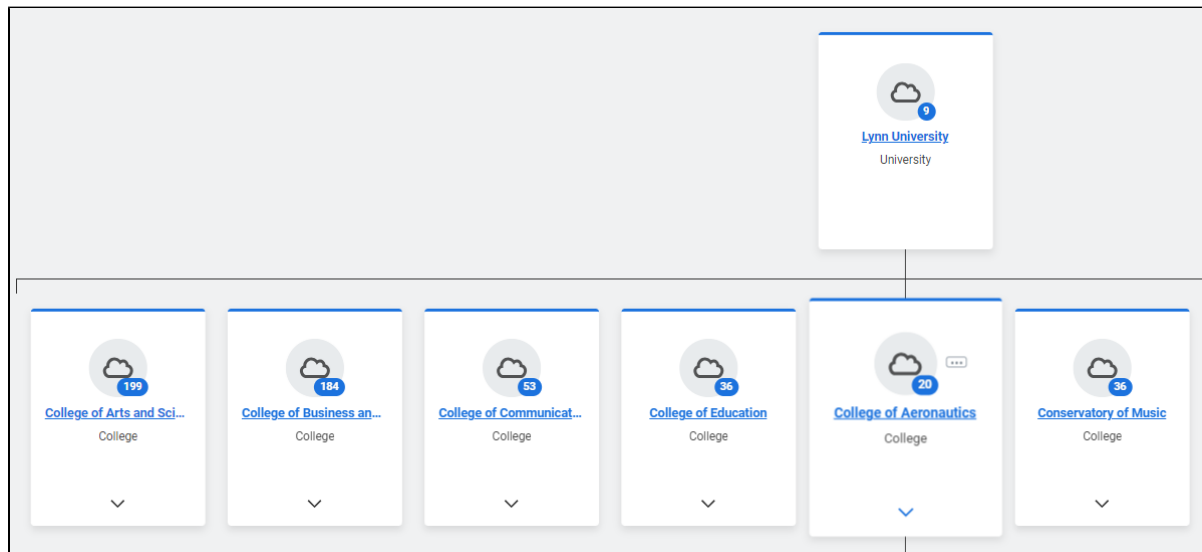 9
Lynn University
University
199
College of Arts and Sci...
College
184
College of Business an...
College
53
College of Communicat...
College
36
College of Education
College
20
College of Aeronautics
College
36
Conservatory of Music
College